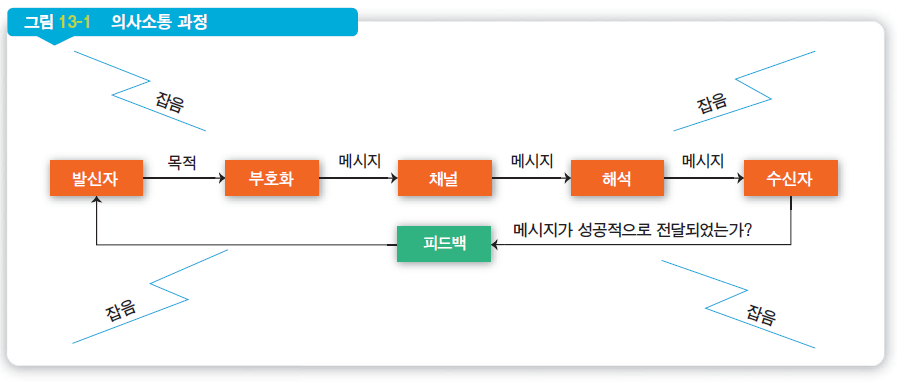 그림 13-1 의사소통 과정
잡음
잡음
목적
메시지
메시지
메시지
발신자
부호화
채널
해석
수신자
피드백
메시지가 성공적으로 전달되었는가?
잡음
잡음